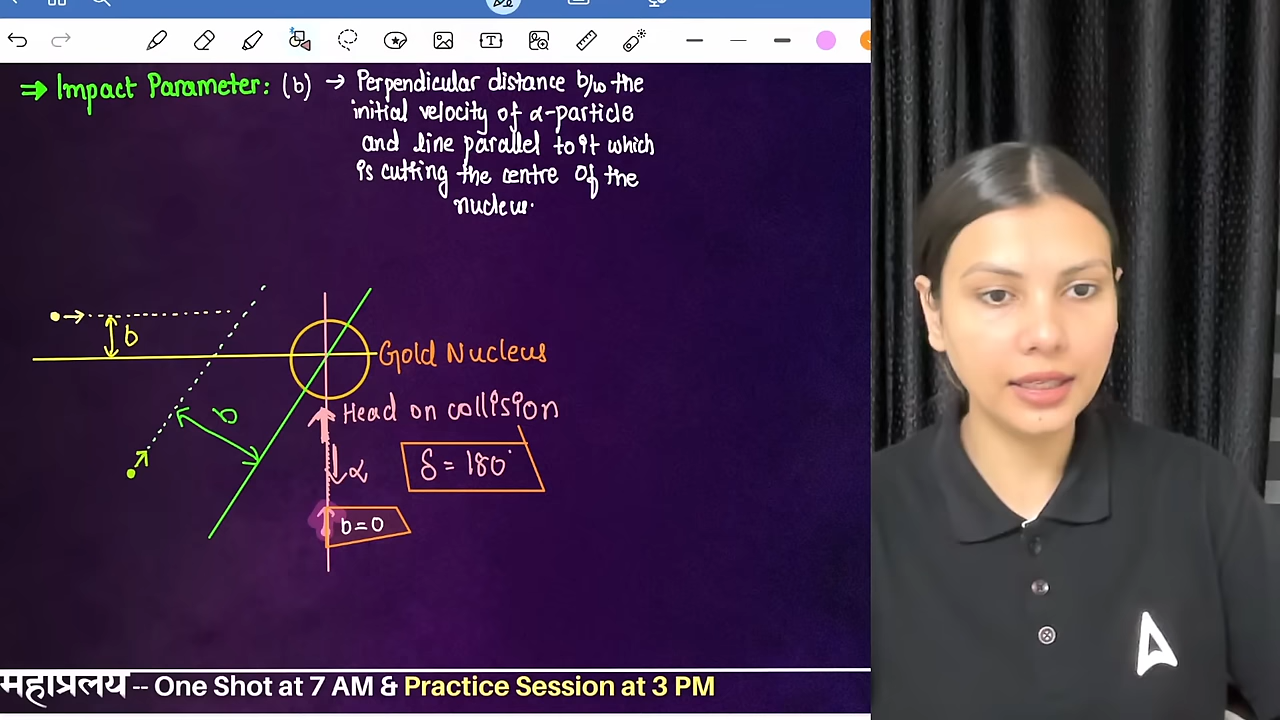 ⇒ Impact Parameter: (b) → Perpendicular distance b/w the
initial velocity of α-particle
and line parallel to it which
is cutting the centre of the
nucleus.
b
Gold Nucleus
b
Head on collision
α
δ = 180°
b=0
महाप्रलय -- One Shot at 7 AM & Practice Session at 3 PM